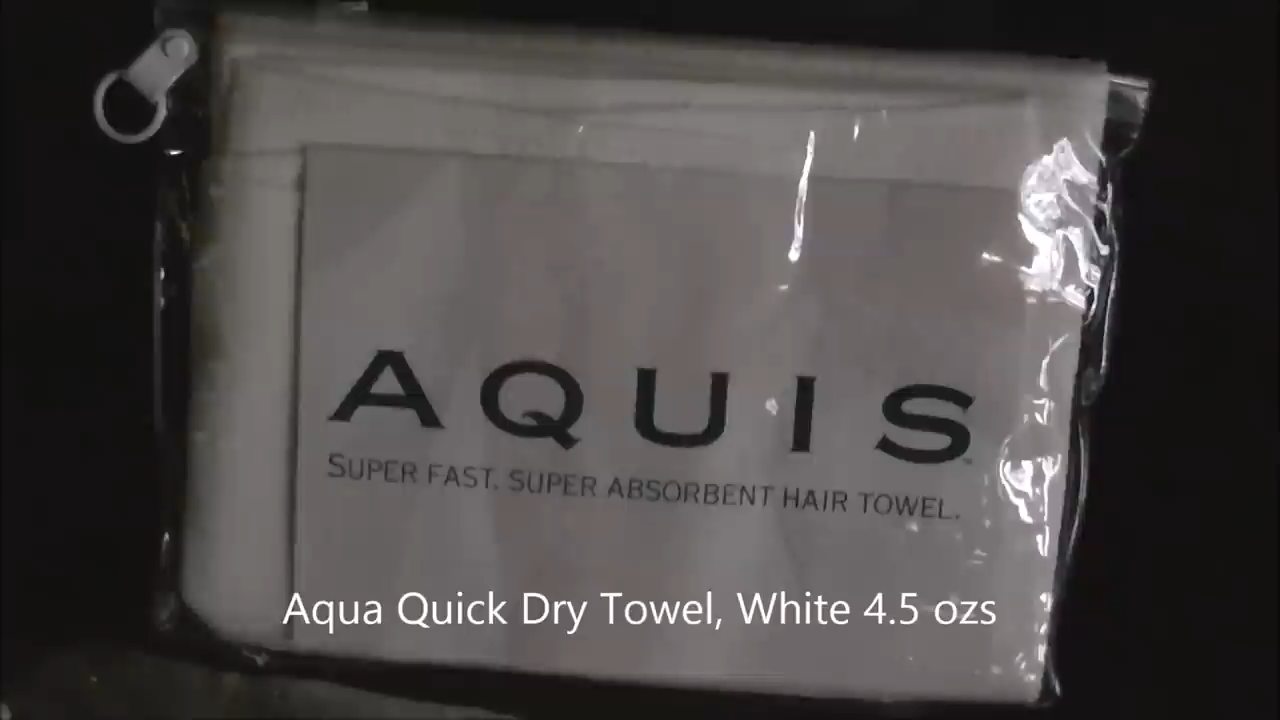 AQUIS
SUPER FAST. SUPER ABSORBENT HAIR TOWEL.
Aqua Quick Dry Towel, White 4.5 ozs